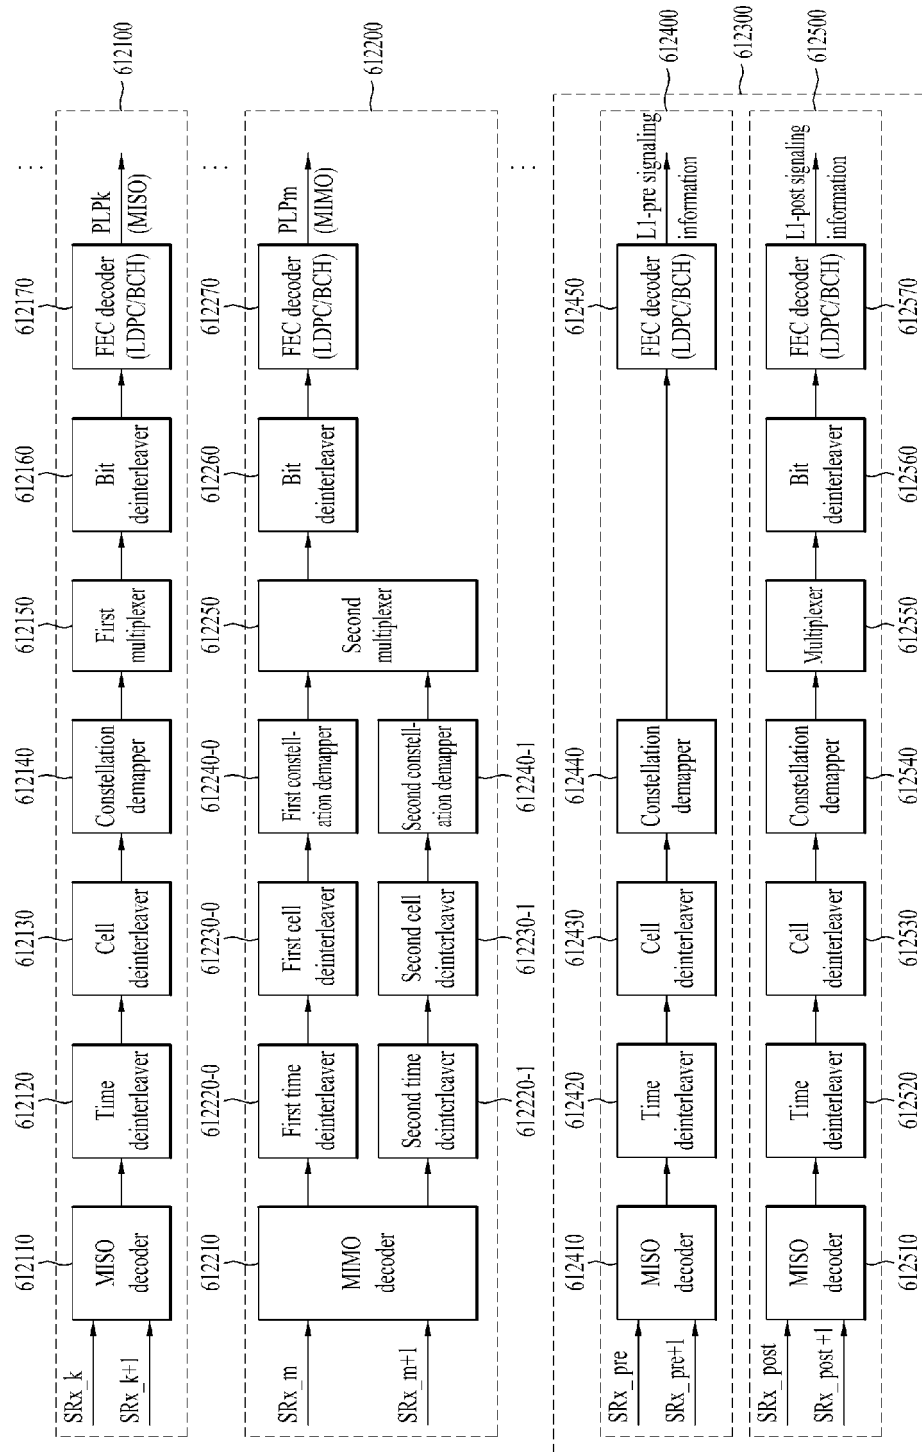 612100
612110
612120
612130
612140
612150
612160
612170
SRx_k
SRx_k+1
MISO
decoder
Time
deinterleaver
Cell
deinterleaver
Constellation
demapper
First
multiplexer
Bit
deinterleaver
FEC decoder
(LDPC/BCH)
PLPk
(MISO)
...
612200
612210
612220-0
612230-0
612240-0
612250
612260
612270
SRx_m
SRx_m+1
MIMO
decoder
First time
deinterleaver
First cell
deinterleaver
First constell-
ation demapper
Second
multiplexer
Bit
deinterleaver
FEC decoder
(LDPC/BCH)
PLPm
(MIMO)
Second time
deinterleaver
Second cell
deinterleaver
Second constell-
ation demapper
612220-1
612230-1
612240-1
...
...
612400
612300
612500
612410
612420
612430
612440
612450
SRx_pre
SRx_pre+1
MISO
decoder
Time
deinterleaver
Cell
deinterleaver
Constellation
demapper
FEC decoder
(LDPC/BCH)
L1-pre signaling
information
SRx_post
SRx_post +1
MISO
decoder
Time
deinterleaver
Cell
deinterleaver
Constellation
demapper
Multiplexer
Bit
deinterleaver
FEC decoder
(LDPC/BCH)
L1-post signaling
information
612510
612520
612530
612540
612550
612560
612570